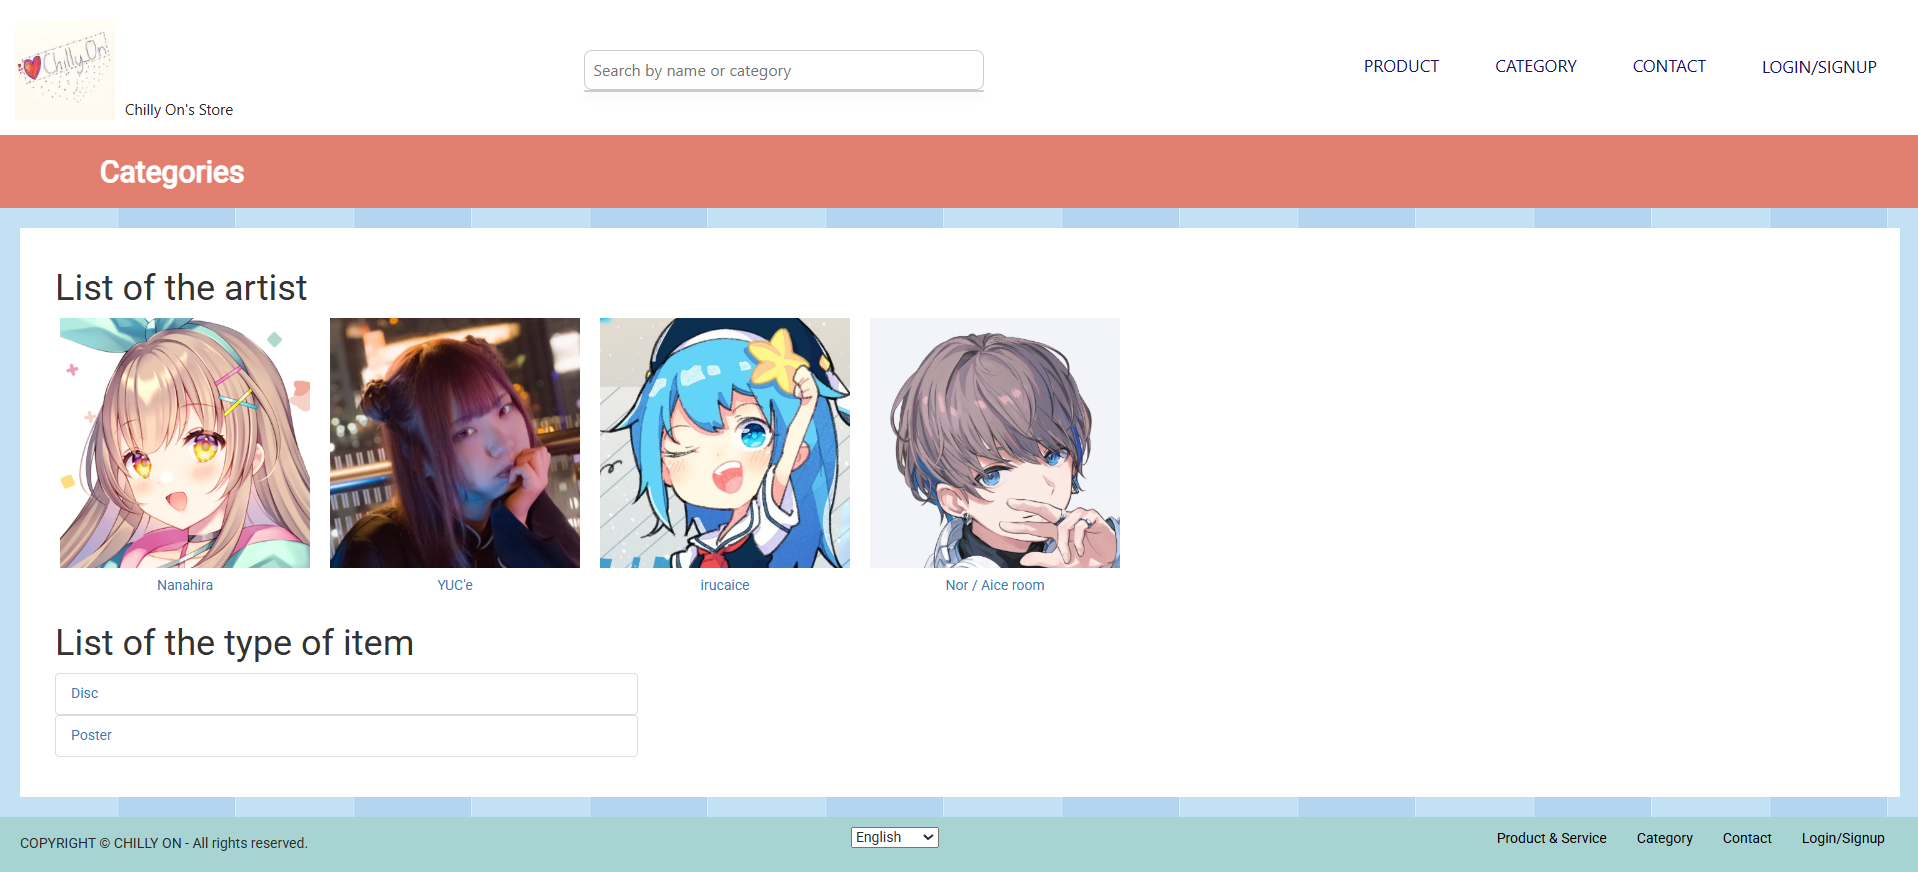 Chilly On
Chilly On's Store
Search by name or category
PRODUCT
CATEGORY
CONTACT
LOGIN/SIGNUP
Categories
List of the artist
Nanahira
YUC'e
irucaice
Nor / Aice room
List of the type of item
Disc
Poster
COPYRIGHT © CHILLY ON - All rights reserved.
English
Product & Service
Category
Contact
Login/Signup